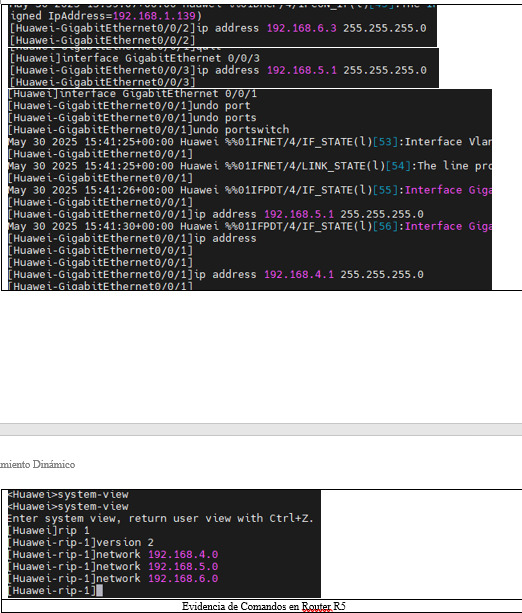 igned IpAddress=192.168.1.139)
[Huawei-GigabitEthernet0/0/2]ip address 192.168.6.3 255.255.255.0
[Huawei-GigabitEthernet0/0/2]
[Huawei]interface GigabitEthernet 0/0/3
[Huawei-GigabitEthernet0/0/3]ip address 192.168.5.1 255.255.255.0
[Huawei-GigabitEthernet0/0/3]
[Huawei]interface GigabitEthernet 0/0/1
[Huawei-GigabitEthernet0/0/1]undo port
[Huawei-GigabitEthernet0/0/1]undo ports
[Huawei-GigabitEthernet0/0/1]undo portswitch
May 30 2025 15:41:25+00:00 Huawei %%01IFNET/4/IF_STATE(l)[53]:Interface Vlan
[Huawei-GigabitEthernet0/0/1]
May 30 2025 15:41:25+00:00 Huawei %%01IFNET/4/LINK_STATE(l)[54]:The line pro
[Huawei-GigabitEthernet0/0/1]
May 30 2025 15:41:26+00:00 Huawei %%01IFPDT/4/IF_STATE(l)[55]:Interface Giga
[Huawei-GigabitEthernet0/0/1]
[Huawei-GigabitEthernet0/0/1]ip address 192.168.5.1 255.255.255.0
May 30 2025 15:41:30+00:00 Huawei %%01IFPDT/4/IF_STATE(l)[56]:Interface Giga
[Huawei-GigabitEthernet0/0/1]ip address
[Huawei-GigabitEthernet0/0/1]
[Huawei-GigabitEthernet0/0/1]
[Huawei-GigabitEthernet0/0/1]ip address 192.168.4.1 255.255.255.0
[Huawei-GigabitEthernet0/0/1]
miento Dinámico
<Huawei>system-view
<Huawei>system-view
Enter system view, return user view with Ctrl+Z.
[Huawei]rip 1
[Huawei-rip-1]version 2
[Huawei-rip-1]network 192.168.4.0
[Huawei-rip-1]network 192.168.5.0
[Huawei-rip-1]network 192.168.6.0
[Huawei-rip-1]
Evidencia de Comandos en Router R5